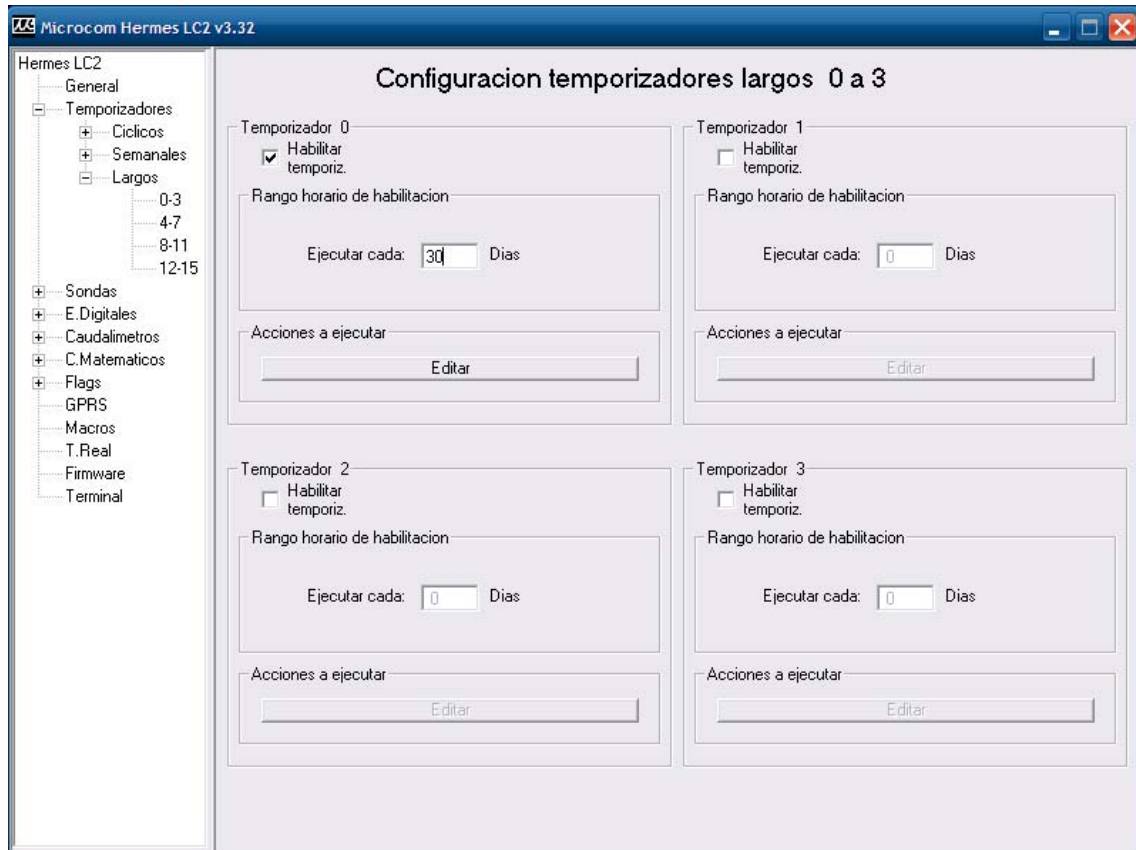 Microcom Hermes LC2 v3.32
Hermes LC2
General
Temporizadores
Ciclicos
Semanales
Largos
0-3
4-7
8-11
12-15
Sondas
E.Digitales
Caudalimetros
C.Matematicos
Flags
GPRS
Macros
T.Real
Firmware
Terminal
Configuracion temporizadores largos 0 a 3
Temporizador 0
Habilitar
temporiz.
Rango horario de habilitacion
Ejecutar cada: 30 Dias
Acciones a ejecutar
Editar
Temporizador 1
Habilitar
temporiz.
Rango horario de habilitacion
Ejecutar cada: 0 Dias
Acciones a ejecutar
Editar
Temporizador 2
Habilitar
temporiz.
Rango horario de habilitacion
Ejecutar cada: 0 Dias
Acciones a ejecutar
Editar
Temporizador 3
Habilitar
temporiz.
Rango horario de habilitacion
Ejecutar cada: 0 Dias
Acciones a ejecutar
Editar